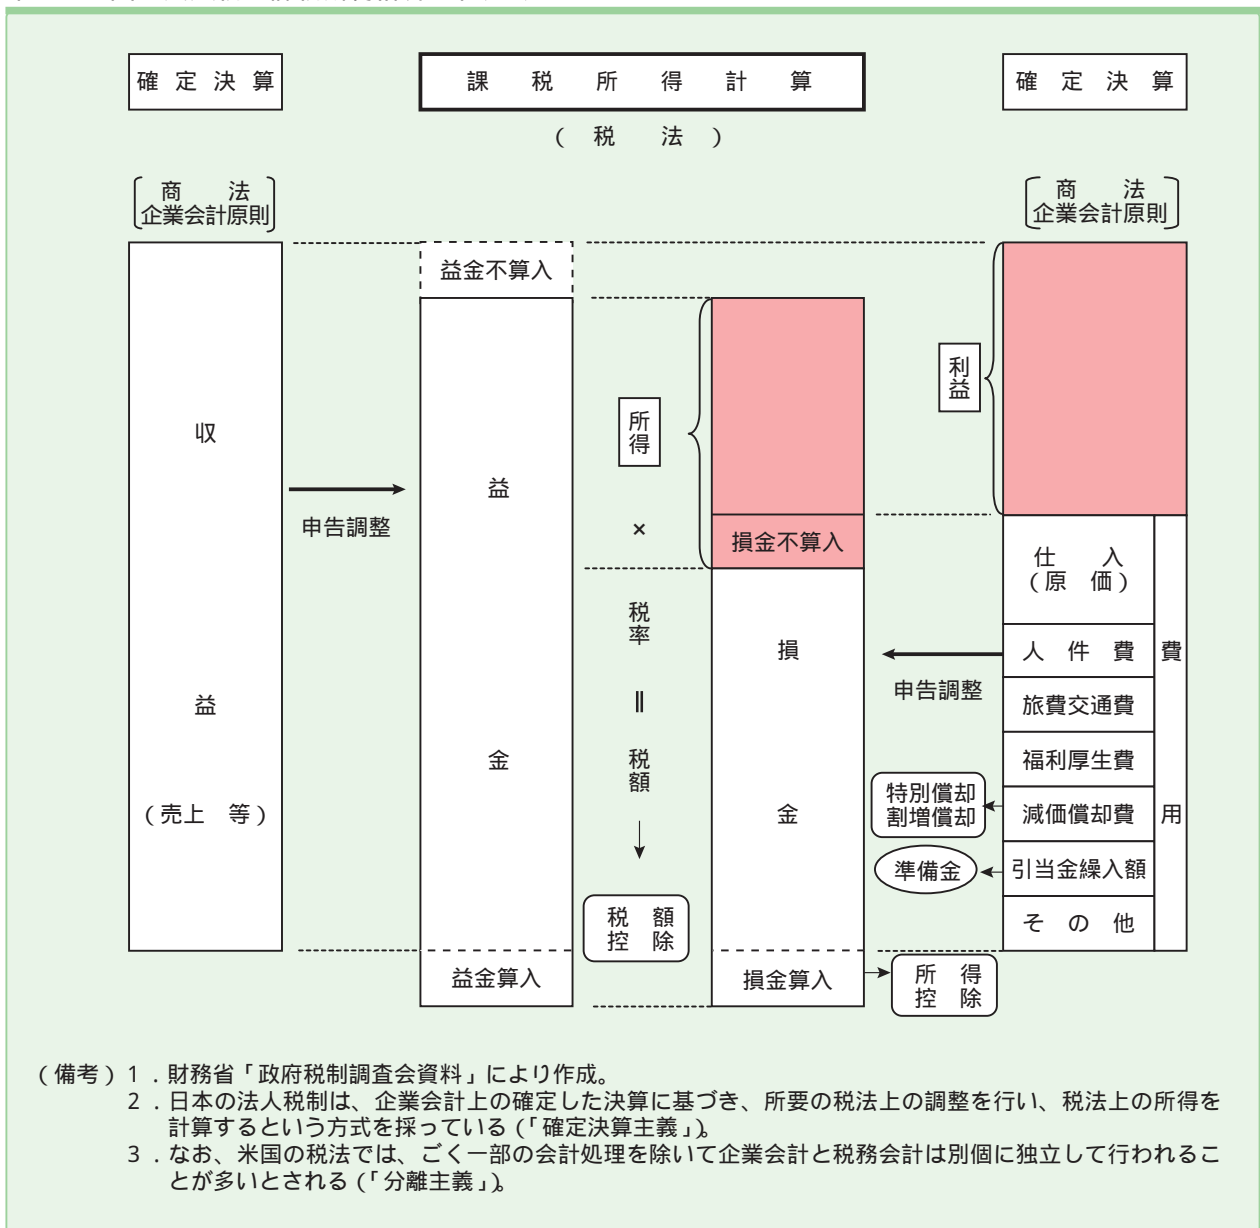 確定決算
課税所得計算
確定決算
(税法)
商法
企業会計原則
商法
企業会計原則
益金不算入
収
益
(売上 等)
申告調整
益
金
益金算入
所得
×
税率
॥
税額
税額
控除
損金不算入
損
金
損金算入
所得
控除
利益
申告調整
特別償却
割増償却
準備金
仕入
(原価)
人件費
旅費交通費
福利厚生費
減価償却費
引当金繰入額
その他
費用
(備考)1．財務省「政府税制調査会資料」により作成。
2．日本の法人税制は、企業会計上の確定した決算に基づき、所要の税法上の調整を行い、税法上の所得を
計算するという方式を採っている(「確定決算主義」)。
3．なお、米国の税法では、ごく一部の会計処理を除いて企業会計と税務会計は別個に独立して行われるこ
とが多いとされる(「分離主義」)。